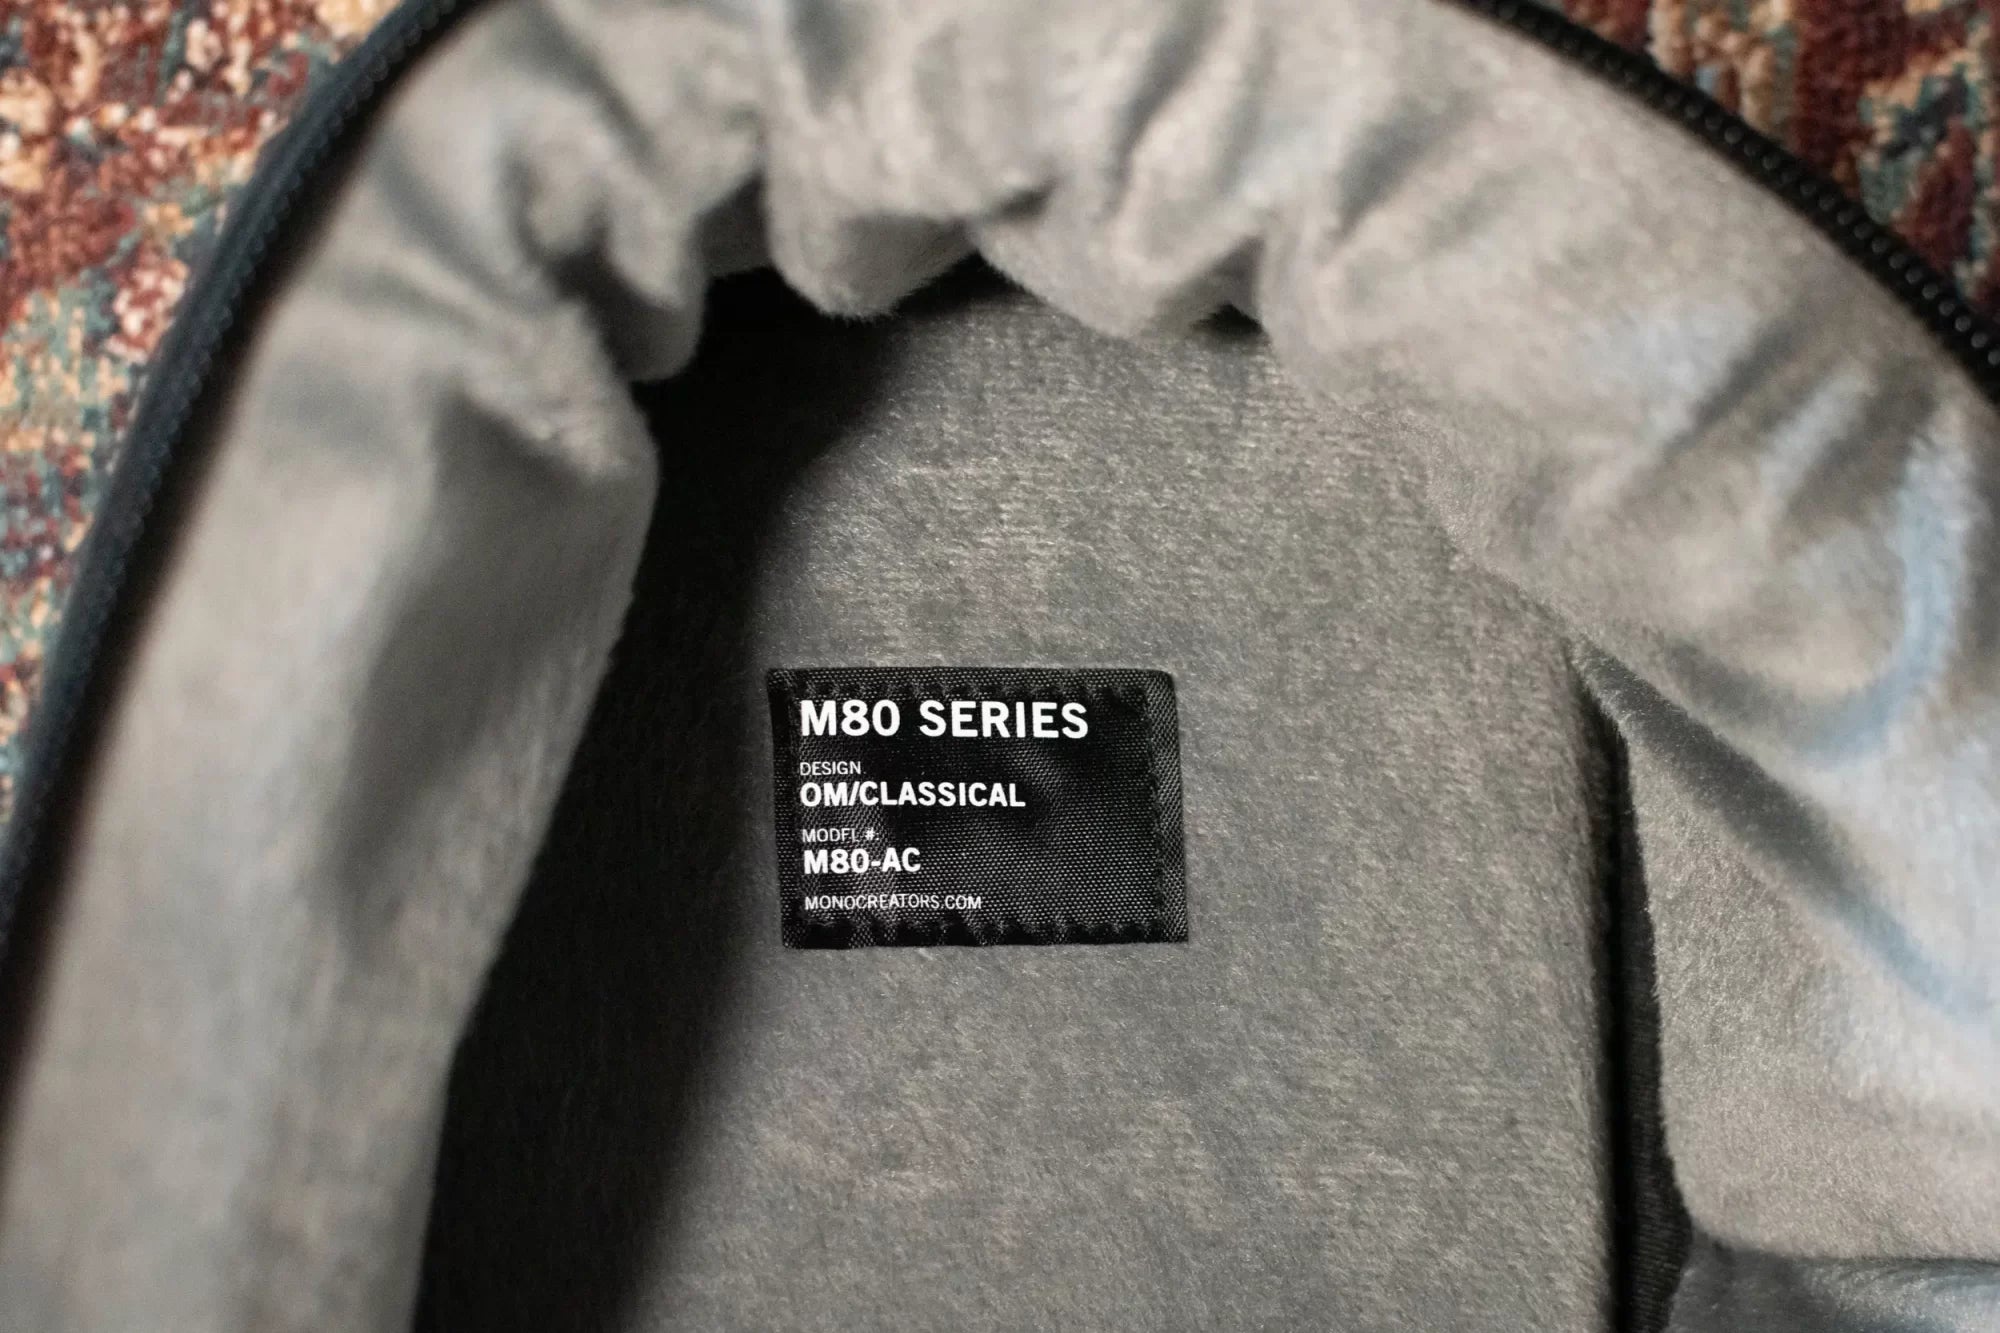 M80 SERIES
DESIGN
OM/CLASSICAL
MODEL #:
M80-AC
MONOCREATORS.COM